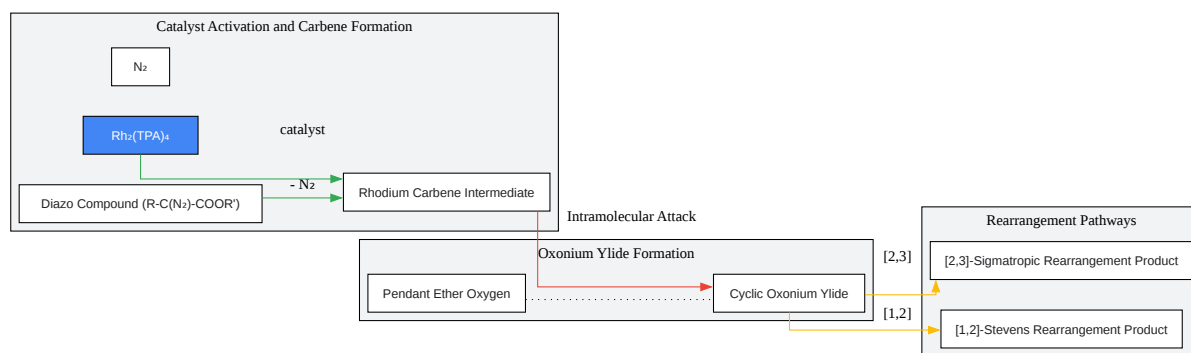 Catalyst Activation and Carbene Formation
N₂
Rh₂(TPA)₄
catalyst
- N₂
Diazo Compound (R-C(N₂)-COOR')
Rhodium Carbene Intermediate
Intramolecular Attack
Oxonium Ylide Formation
Pendant Ether Oxygen
Cyclic Oxonium Ylide
[2,3]
[1,2]
Rearrangement Pathways
[2,3]-Sigmatropic Rearrangement Product
[1,2]-Stevens Rearrangement Product